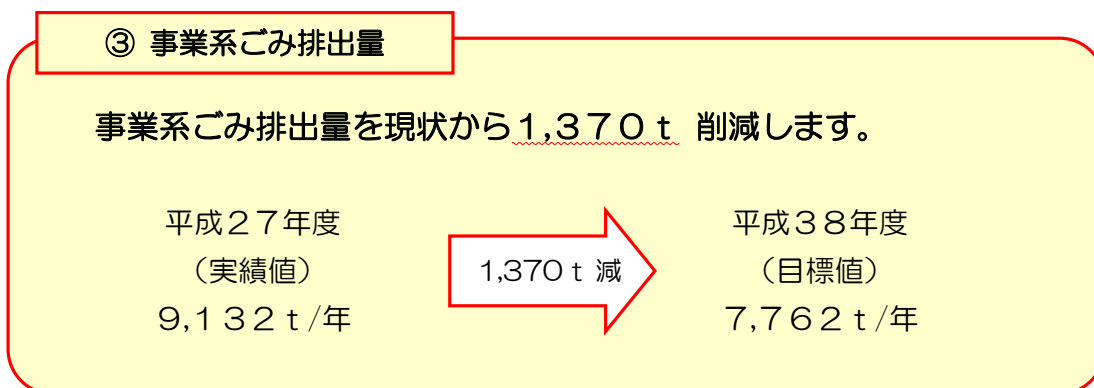 ③ 事業系ごみ排出量
事業系ごみ排出量を現状から１,３７０ｔ 削減します。
平成２７年度
（実績値）
９,１３２ｔ/年
1,370ｔ 減
平成３８年度
（目標値）
７,７６２ｔ/年